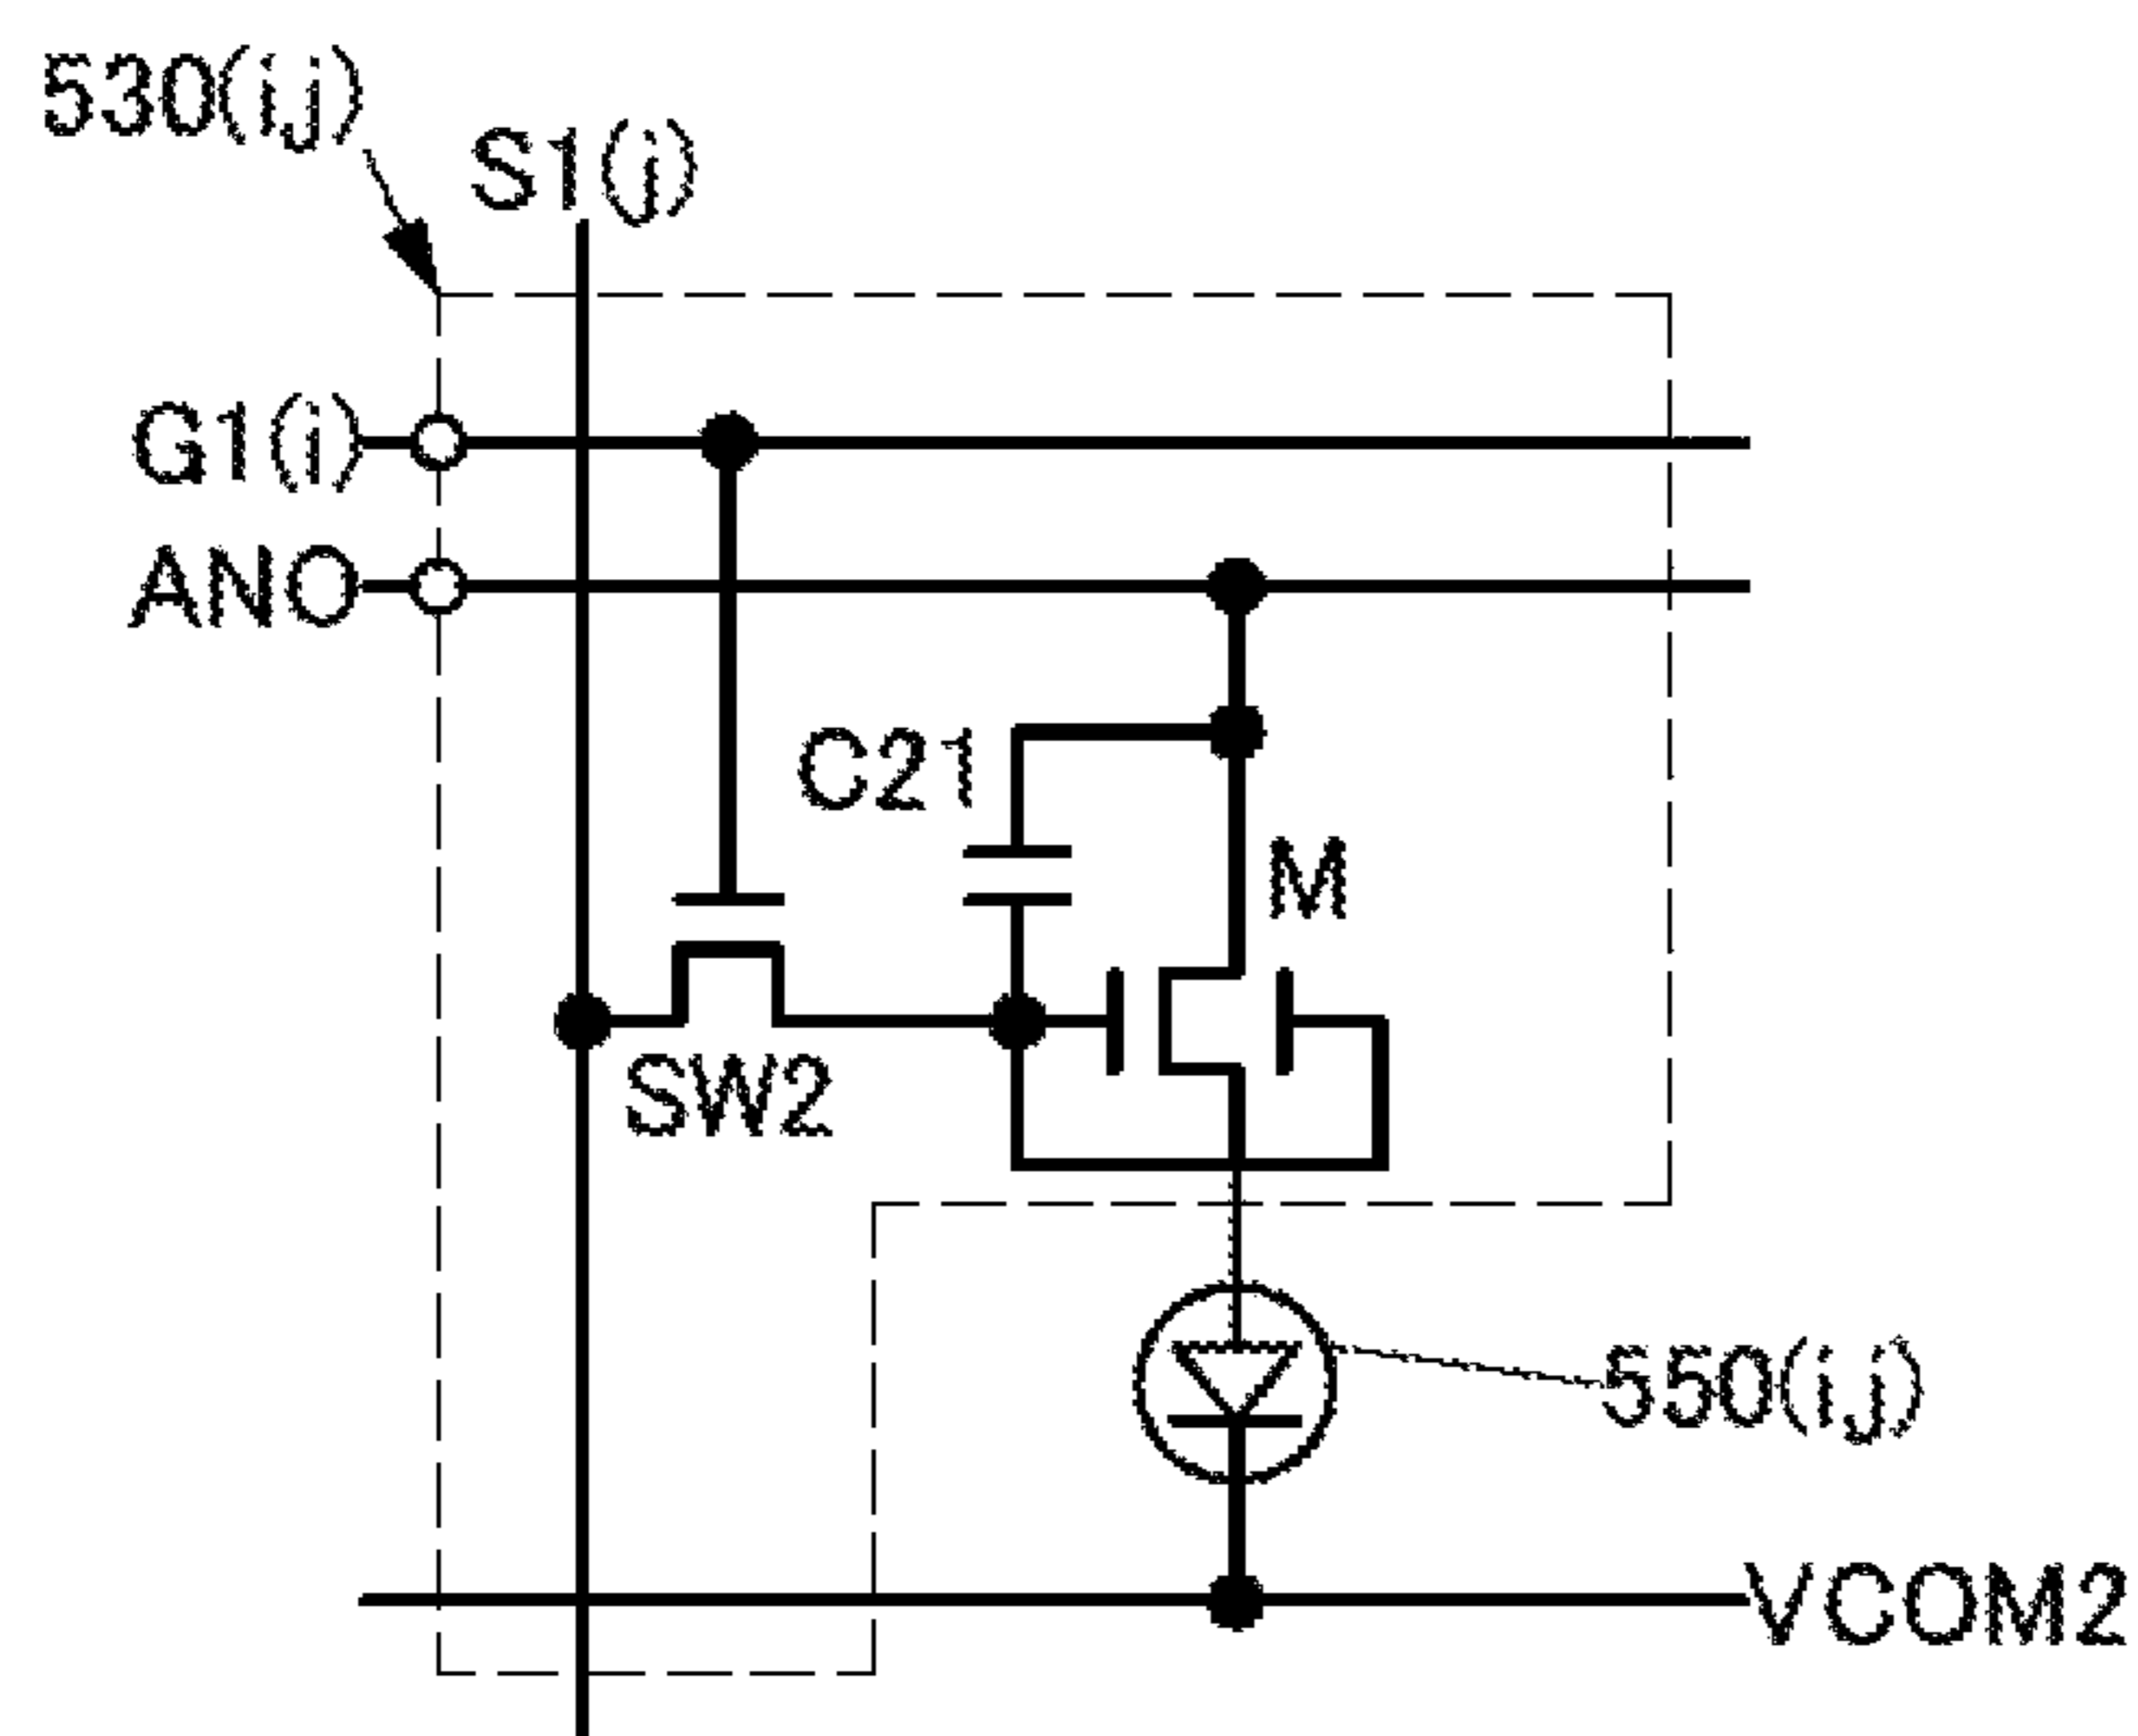 530(i,j)
S1(j)
G1(i)
ANO
C21
M
SW2
550(i,j)
VCOM2